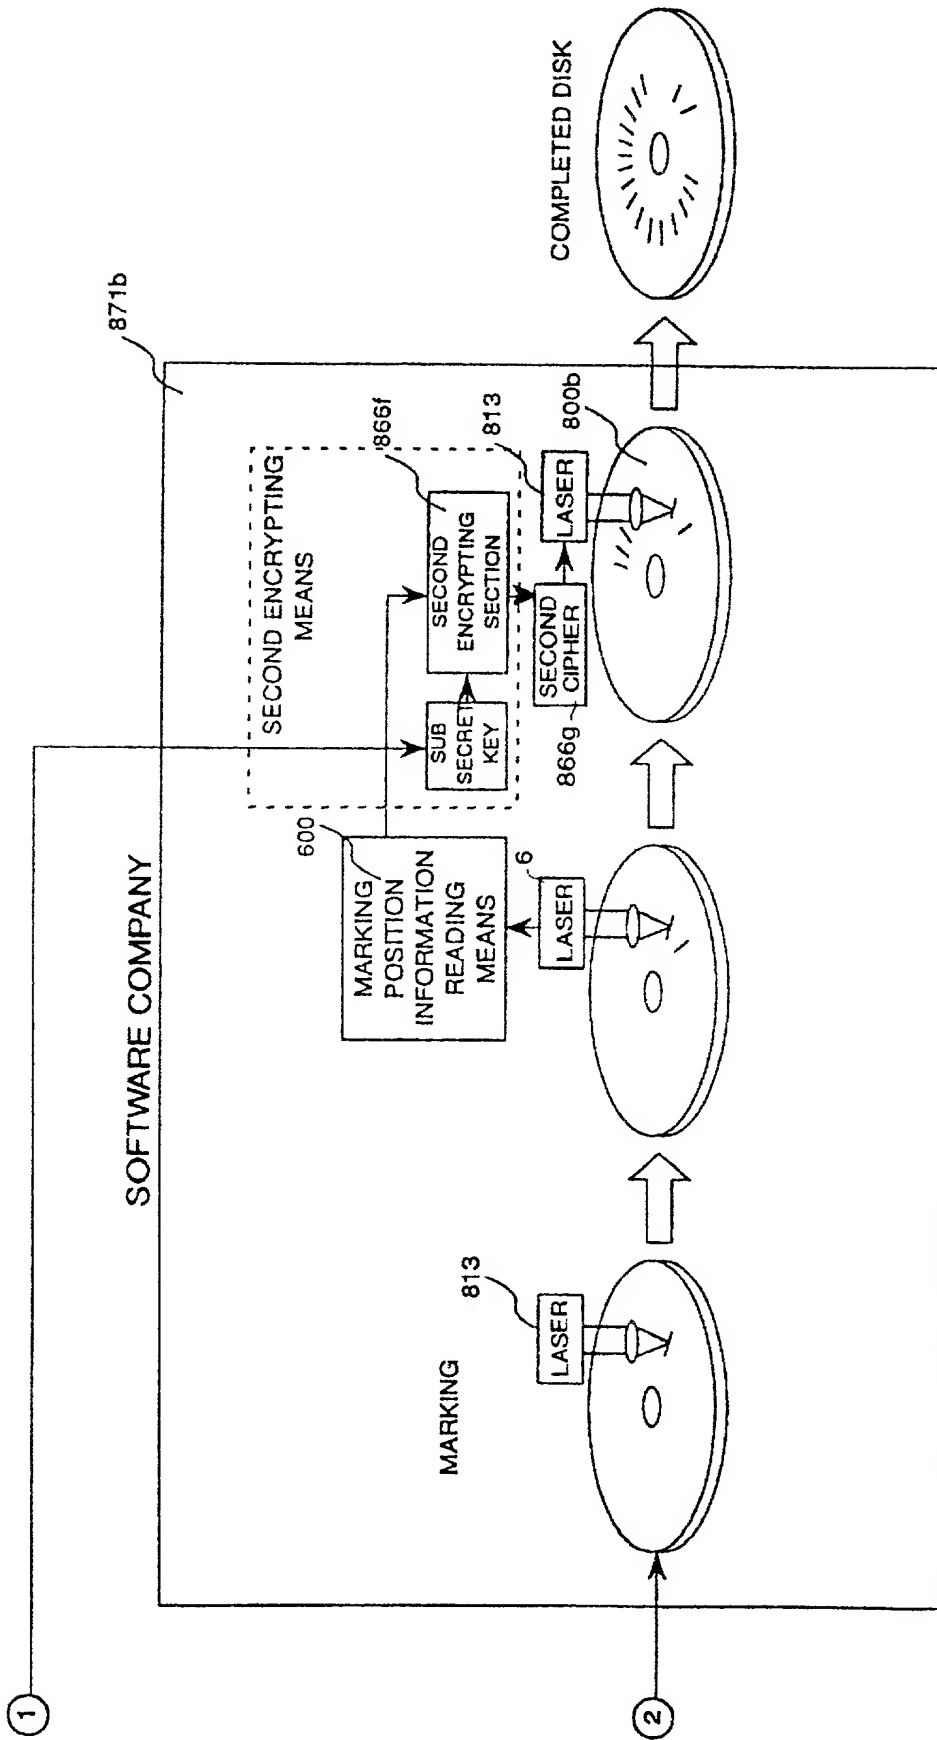 1
SOFTWARE COMPANY
871b
SECOND ENCRYPTING
MEANS
600
MARKING
POSITION
INFORMATION
READING
MEANS
SUB
SECRET
KEY
866f
SECOND
ENCRYPTING
SECTION
MARKING
813
LASER
6
LASER
866g
SECOND
CIPHER
813
LASER
800b
COMPLETED DISK
2